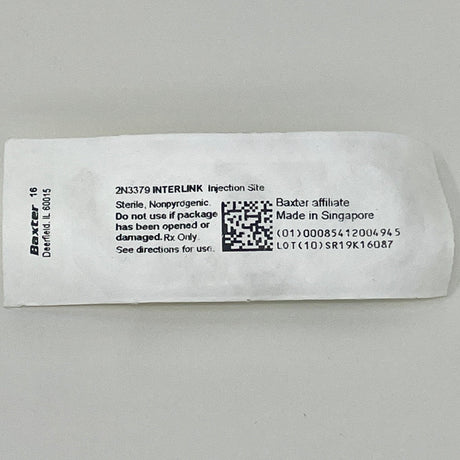 Baxter 16
Deerfield, IL 60015
2N3379 INTERLINK Injection Site
Sterile, Nonpyrogenic.
Do not use if package
has been opened or
damaged. Rx Only.
See directions for use.
Baxter affiliate
Made in Singapore
(01)00085412004945
LOT(10)SR19K16087